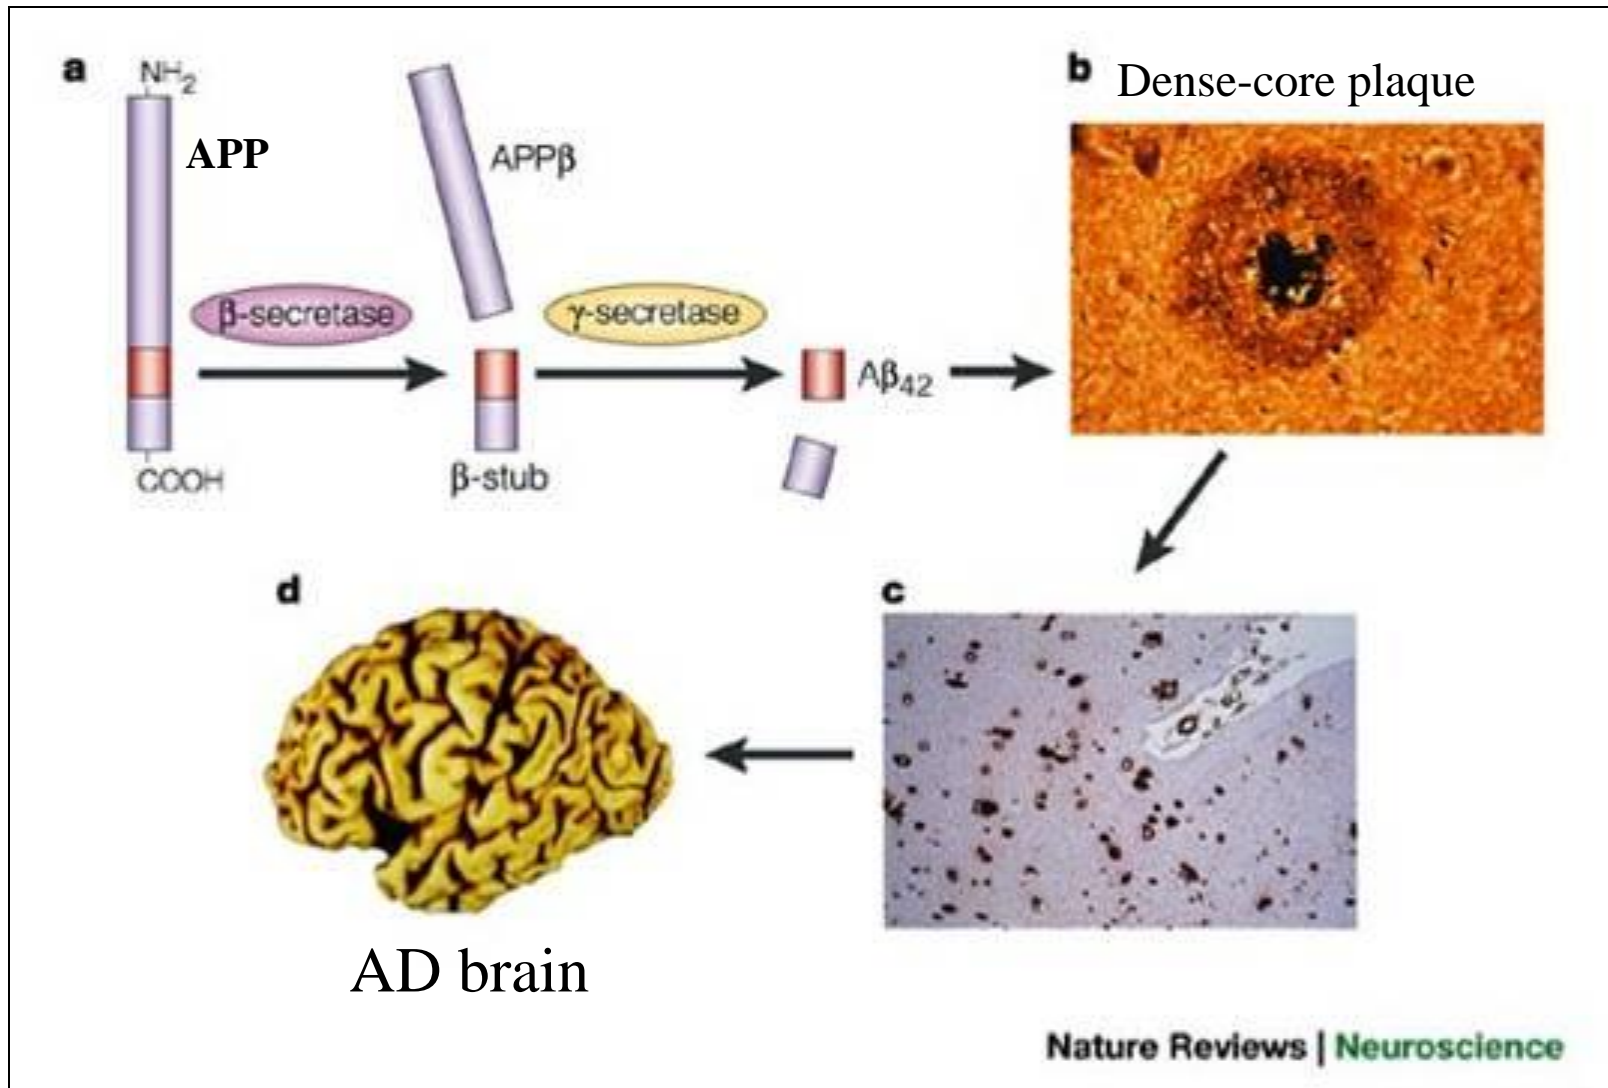 a
NH₂
APP
APPβ
β-secretase
γ-secretase
Aβ₄₂
COOH
β-stub
b Dense-core plaque
c
d
AD brain
Nature Reviews | Neuroscience